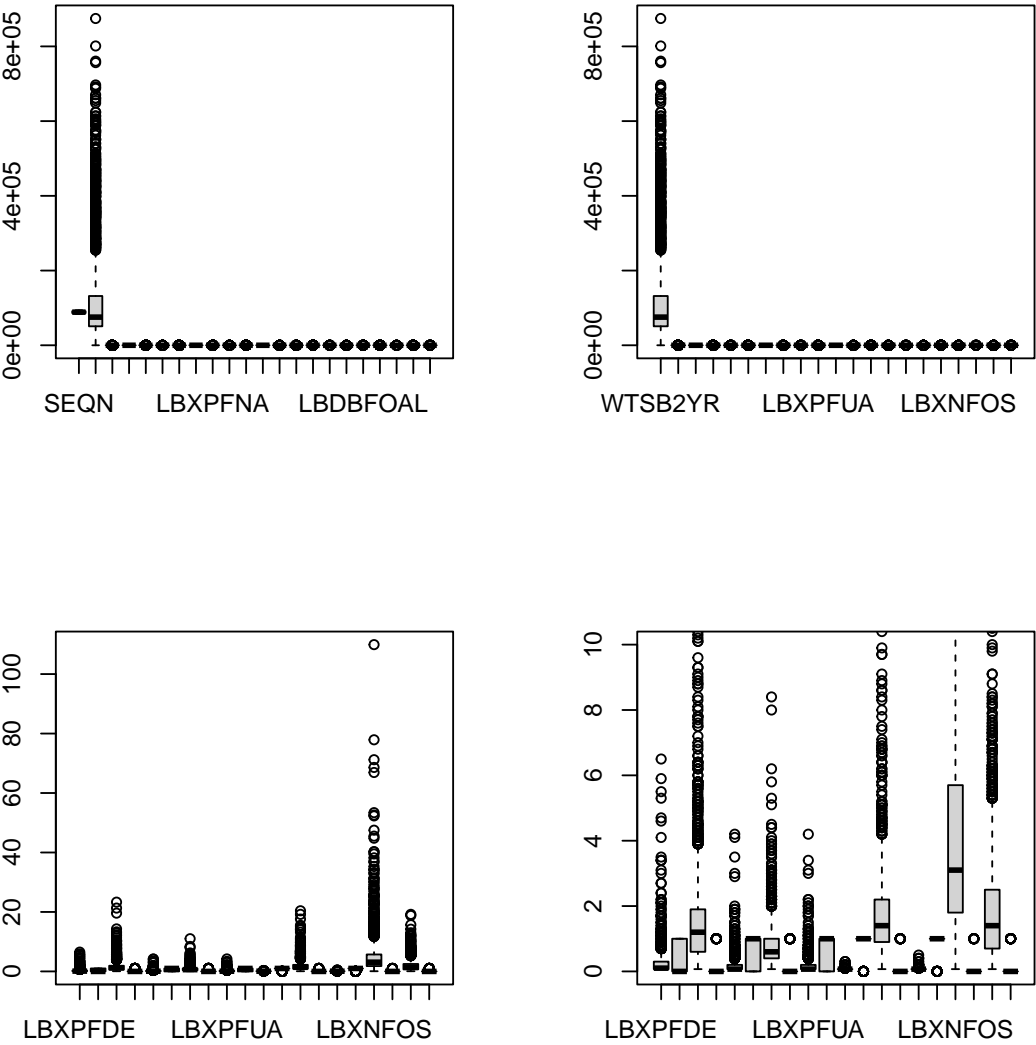 8e+05
4e+05
0e+00
SEQN LBXPFNA LBDBFOAL
8e+05
4e+05
0e+00
WTSB2YR LBXPFUA LBXNFOS
100
80
60
40
20
0
LBXPFDE LBXPFUA LBXNFOS
10
8
6
4
2
0
LBXPFDE LBXPFUA LBXNFOS